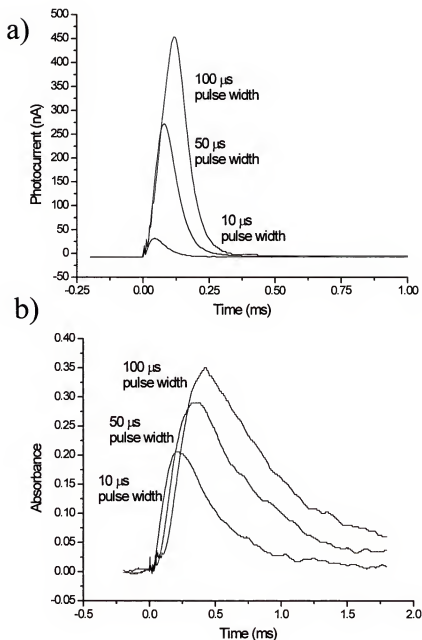 a)
500
450
400
350
300
250
200
150
100
50
0
-50
Photocurrent (nA)
100 µs
pulse width
50 µs
pulse width
10 µs
pulse width
-0.25
0.00
0.25
0.50
0.75
1.00
Time (ms)
b)
0.40
0.35
0.30
0.25
0.20
0.15
0.10
0.05
0.00
-0.05
Absorbance
100 µs
pulse width
50 µs
pulse width
10 µs
pulse width
-0.5
0.0
0.5
1.0
1.5
2.0
Time (ms)